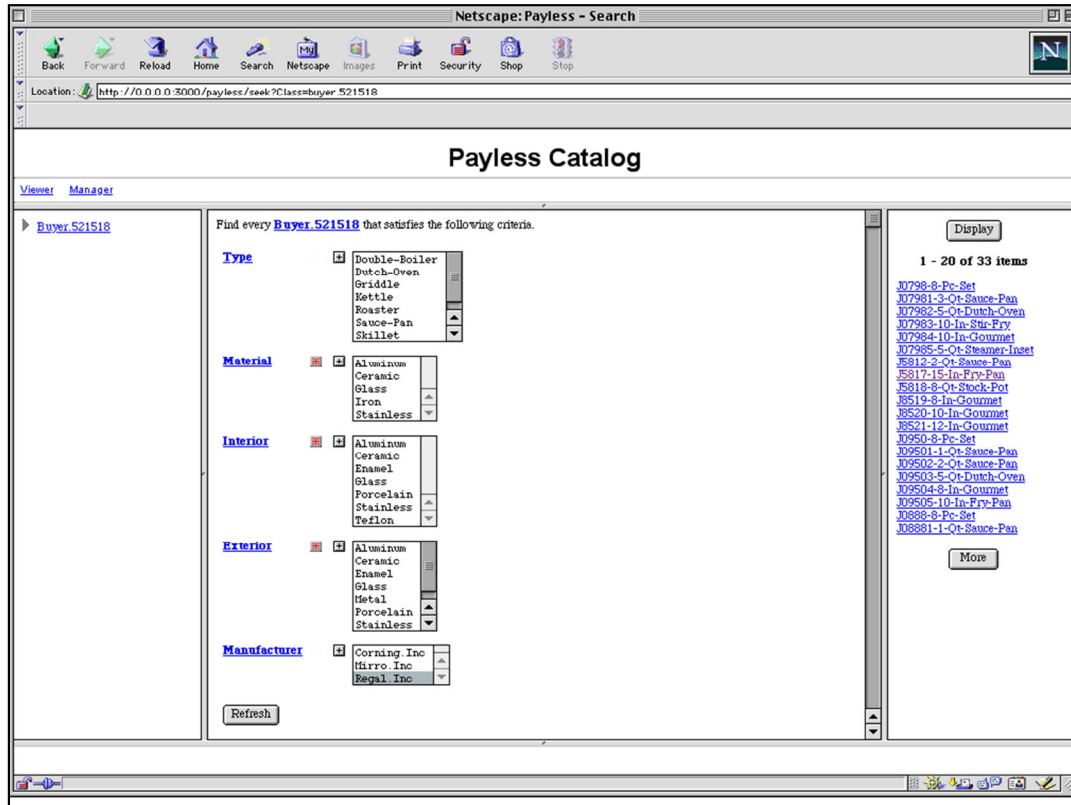 Netscape: Payless - Search
Back Forward Reload Home Search Netscape Images Print Security Shop Stop
My
N
Location: http://0.0.0.0:3000/payless/seek?Class=buyer.521518
Payless Catalog
Viewer Manager
Buyer.521518
Find every Buyer.521518 that satisfies the following criteria.
Type
Double-Boiler
Dutch-Oven
Griddle
Kettle
Roaster
Sauce-Pan
Skillet
Material
Aluminum
Ceramic
Glass
Iron
Stainless
Interior
Aluminum
Ceramic
Enamel
Glass
Porcelain
Stainless
Teflon
Exterior
Aluminum
Ceramic
Enamel
Glass
Metal
Porcelain
Stainless
Manufacturer
Corning.Inc
Mirro.Inc
Regal.Inc
Refresh
Display
1 - 20 of 33 items
J0798-8-Pc-Set
J07981-3-Qt-Sauce-Pan
J07982-5-Qt-Dutch-Oven
J07983-10-In-Stir-Fry
J07984-10-In-Gourmet
J07985-5-Qt-Steamer-Inset
J5812-2-Qt-Sauce-Pan
J5817-15-In-Fry-Pan
J5818-8-Qt-Stock-Pot
J8519-8-In-Gourmet
J8520-10-In-Gourmet
J8521-12-In-Gourmet
J0950-8-Pc-Set
J09501-1-Qt-Sauce-Pan
J09502-2-Qt-Sauce-Pan
J09503-5-Qt-Dutch-Oven
J09504-8-In-Gourmet
J09505-10-In-Fry-Pan
J0888-8-Pc-Set
J08881-1-Qt-Sauce-Pan
More